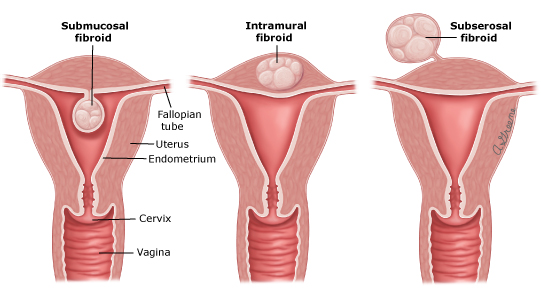 Submucosal
fibroid
Intramural
fibroid
Subserosal
fibroid
Fallopian
tube
Uterus
Endometrium
Cervix
Vagina